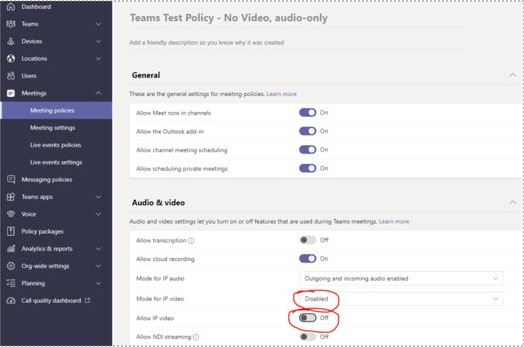 Dashboard
Teams
Devices
Locations
Users
Meetings
Meeting policies
Meeting settings
Live events policies
Live events settings
Messaging policies
Teams apps
Voice
Policy packages
Analytics & reports
Org-wide settings
Planning
Call quality dashboard
Teams Test Policy - No Video, audio-only
Add a friendly description so you know why it was created
General
These are the general settings for meeting policies. Learn more
Allow Meet now in channels On
Allow the Outlook add-in On
Allow channel meeting scheduling On
Allow scheduling private meetings On
Audio & video
Audio and video settings let you turn on or off features that are used during Teams meetings. Learn more
Allow transcription Off
Allow cloud recording On
Mode for IP audio Outgoing and incoming audio enabled
Mode for IP video Disabled
Allow IP video Off
Allow NDI streaming Off